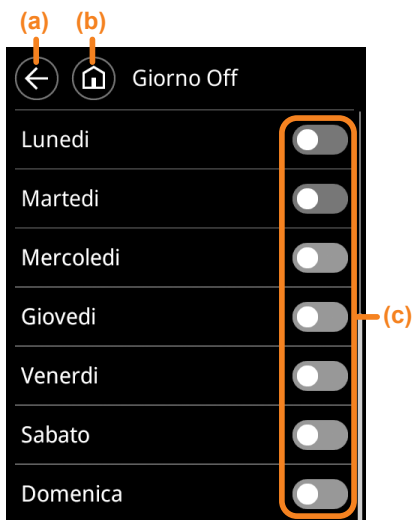 (a) (b)
Giorno Off
Lunedi
Martedi
Mercoledi
Giovedi
(c)
Venerdi
Sabato
Domenica